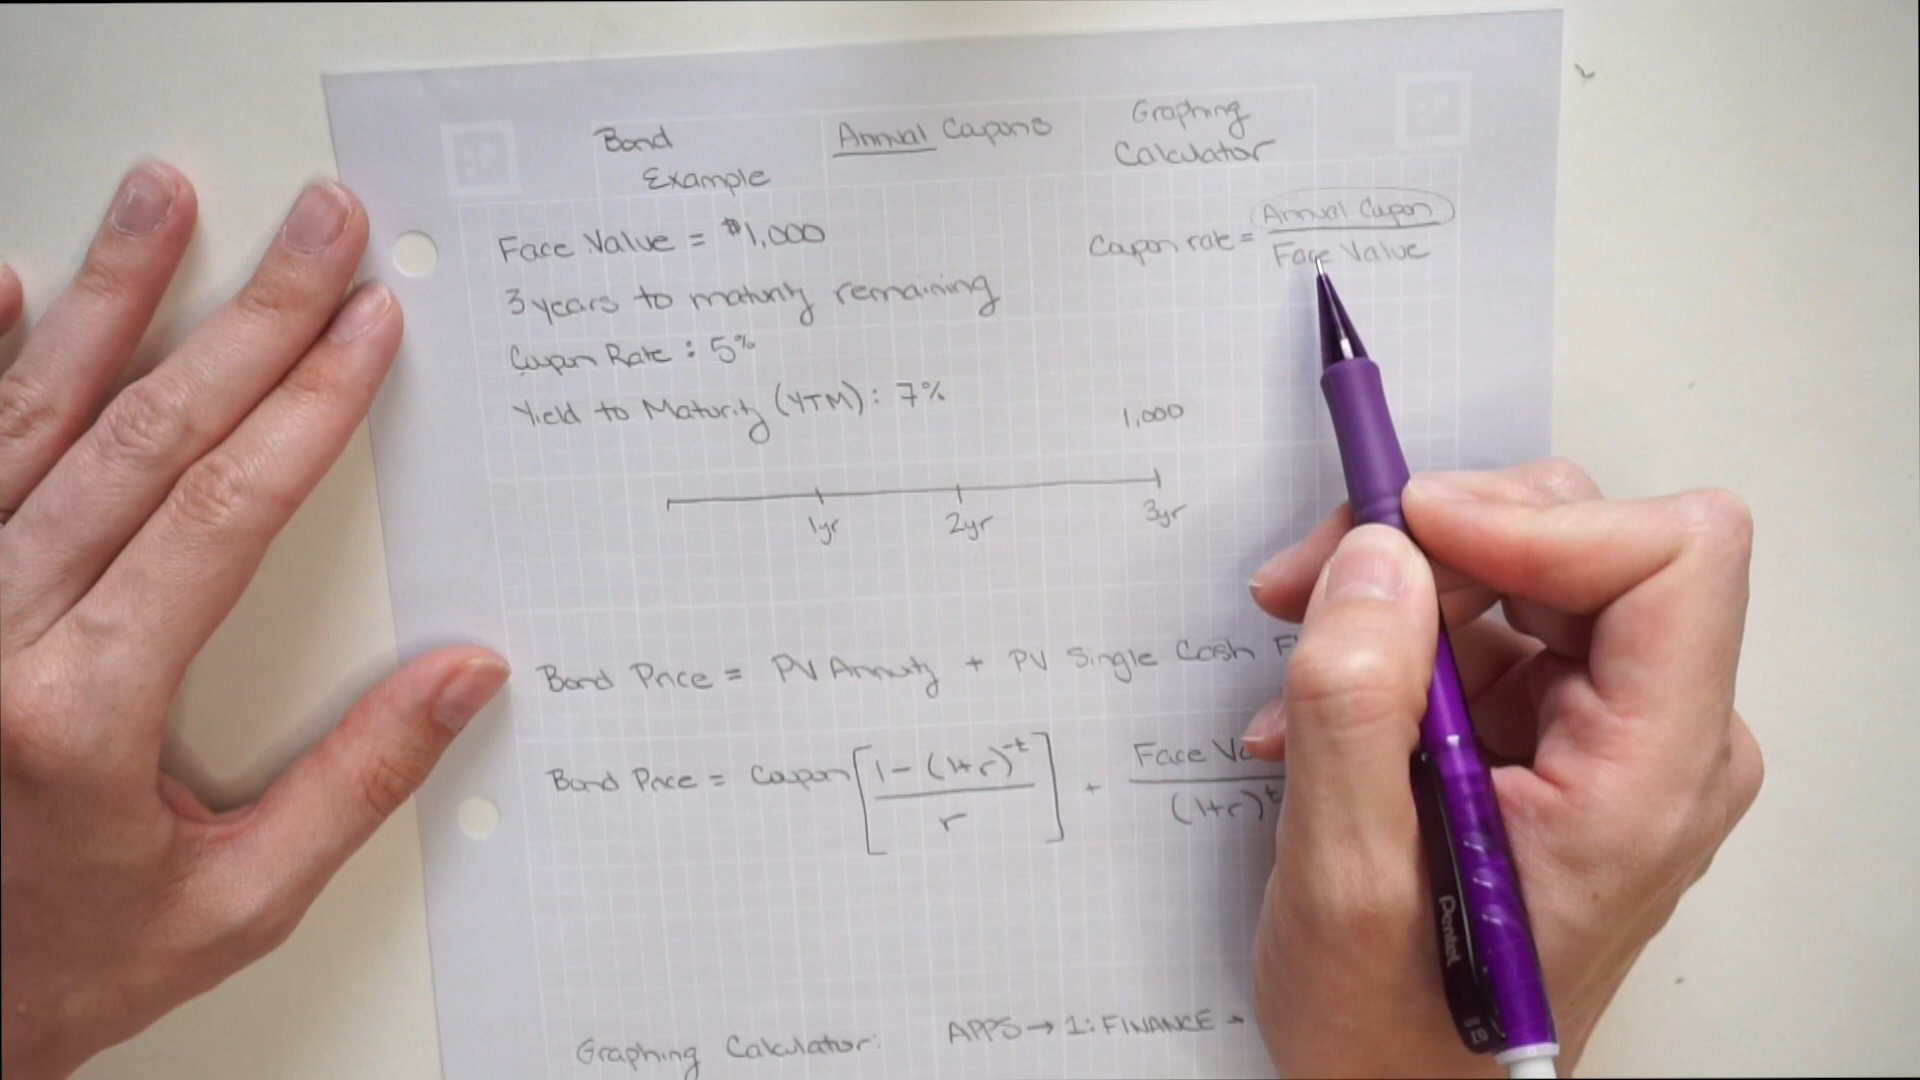 Bond Example
Annual Coupons
Graphing Calculator
Face Value = $1,000
Coupon rate = Annual Coupon / Face Value
3 years to maturity remaining
Coupon Rate : 5%
Yield to Maturity (YTM) : 7%
1,000
1yr 2yr 3yr
Bond Price = PV Annuity + PV Single Cash
Bond Price = Coupon [ 1 - (1+r)^-t / r ] + Face / (1+r)^t
Graphing Calculator: APPS → 1: FINANCE →
Pentel